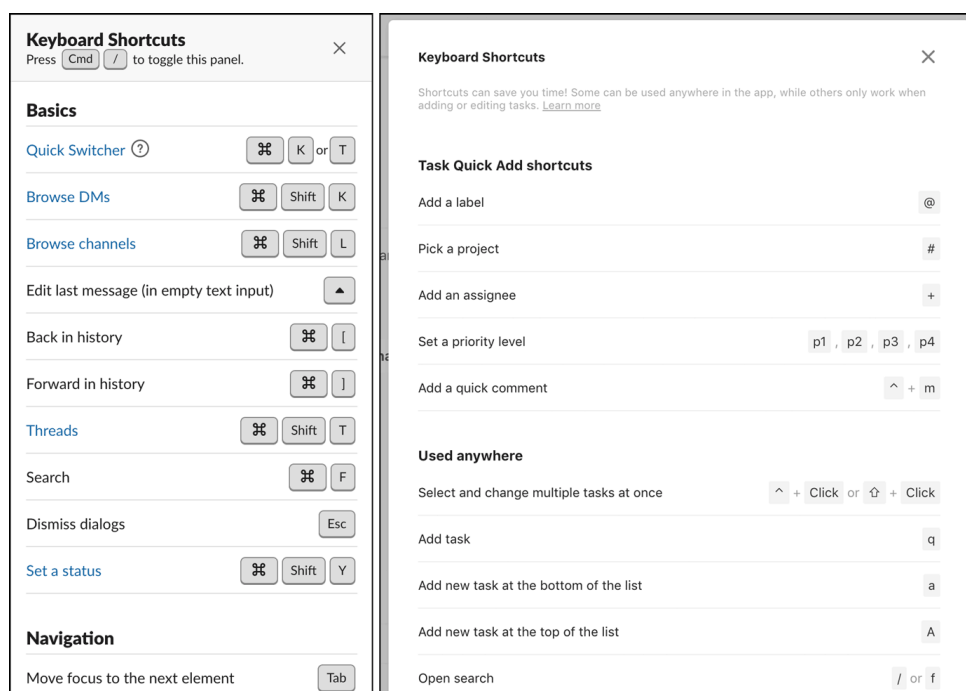 Keyboard Shortcuts
Press Cmd / to toggle this panel.
Basics
Quick Switcher ? ⌘ K or T
Browse DMs ⌘ Shift K
Browse channels ⌘ Shift L
Edit last message (in empty text input) ▲
Back in history ⌘ [
Forward in history ⌘ ]
Threads ⌘ Shift T
Search ⌘ F
Dismiss dialogs Esc
Set a status ⌘ Shift Y
Navigation
Move focus to the next element Tab
Keyboard Shortcuts
Shortcuts can save you time! Some can be used anywhere in the app, while others only work when
adding or editing tasks. Learn more
Task Quick Add shortcuts
Add a label @
Pick a project #
Add an assignee +
Set a priority level p1 , p2 , p3 , p4
Add a quick comment ^ + m
Used anywhere
Select and change multiple tasks at once ^ + Click or ⇧ + Click
Add task q
Add new task at the bottom of the list a
Add new task at the top of the list A
Open search / or f